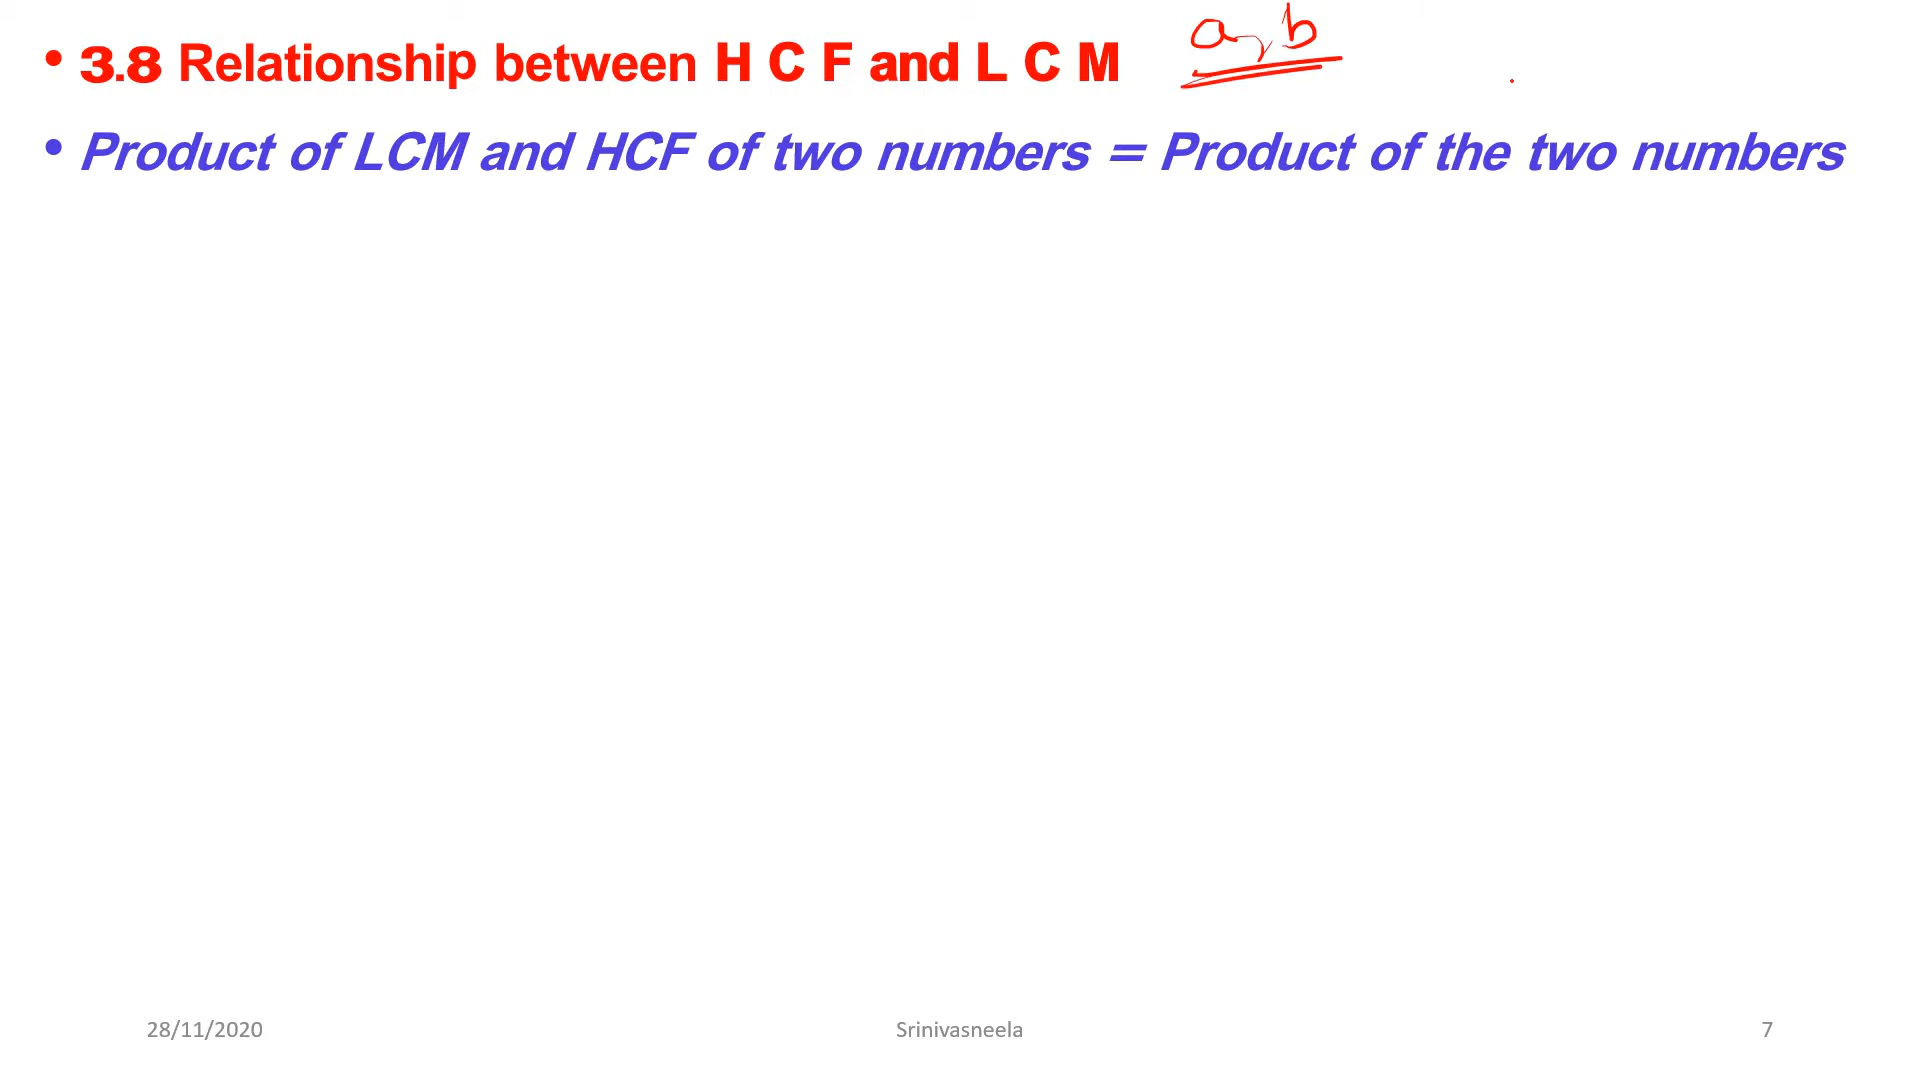 • 3.8 Relationship between H C F and L C M a, b
• Product of LCM and HCF of two numbers = Product of the two numbers
28/11/2020 Srinivasneela 7